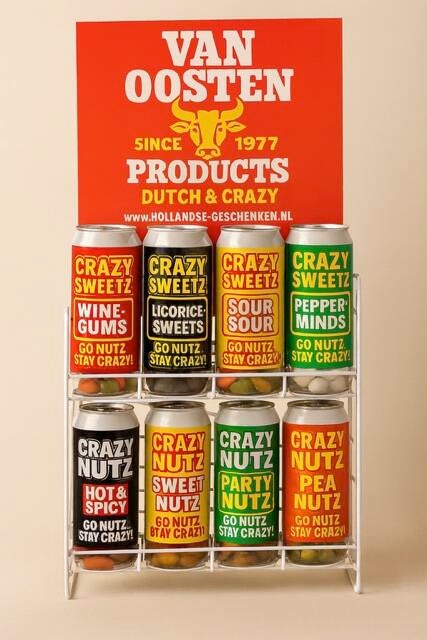 VAN
OOSTEN
5INCE 1977
PRODUCTS
DUTCH & CRAZY
www.HOLLANDSE-GESCHENKEN.NL
CRAZY
SWEETZ
WINE-
GUMS
GO NUTZ
STAY CRAZY!
CRAZY
SWEETZ
LICORICE-
SWEETS
GO NUTZ
STAY CRAZY!
CRAZY
SWEETZ
SOUR
SOUR
GO NUTZ
STAY CRAZY!
CRAZY
SWEETZ
PEPPER-
MINDS
GO NUTZ.
STAY CRAZY!
CRAZY
NUTZ
HOT &
SPICY
GO NUTZ
STAY CRAZY!
CRAZY
NUTZ
SWEET
NUTZ
GO NUTZ
STAY CRAZY!
CRAZY
NUTZ
PARTY
NUTZ
GO NUTZ
STAY CRAZY!
CRAZY
NUTZ
PEA
NUTZ
GO NUTZ
STAY CRAZY!